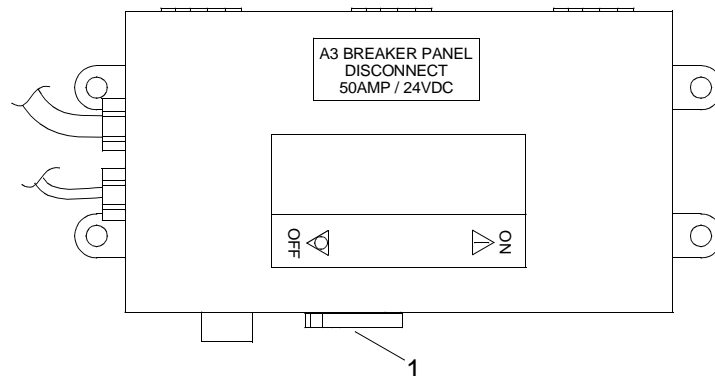 A3 BREAKER PANEL
DISCONNECT
50AMP / 24VDC
OFF
ON
1